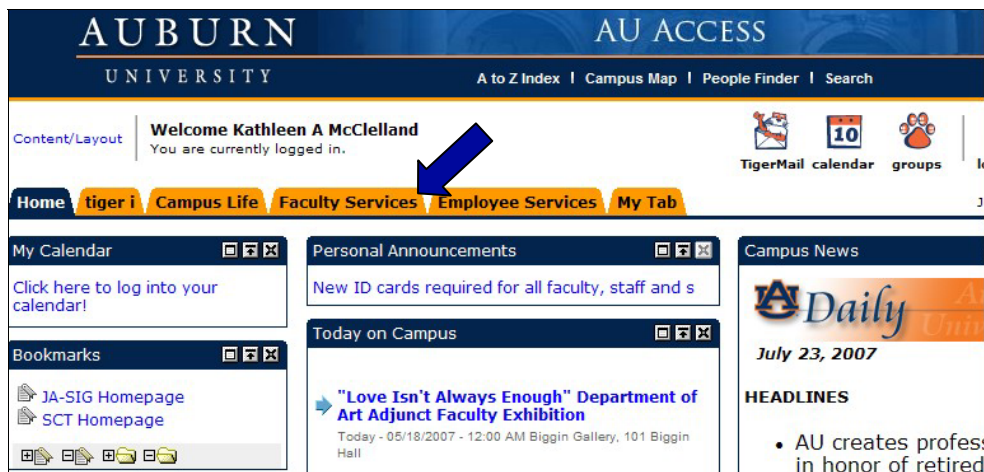 AUBURN
UNIVERSITY
AU ACCESS
A to Z Index | Campus Map | People Finder | Search
Content/Layout
Welcome Kathleen A McClelland
You are currently logged in.
10
TigerMail calendar groups
Home tiger i Campus Life Faculty Services Employee Services My Tab
My Calendar
Click here to log into your
calendar!
Bookmarks
JA-SIG Homepage
SCT Homepage
Personal Announcements
New ID cards required for all faculty, staff and s
Today on Campus
"Love Isn't Always Enough" Department of
Art Adjunct Faculty Exhibition
Today - 05/18/2007 - 12:00 AM Biggin Gallery, 101 Biggin
Hall
Campus News
AU Daily
July 23, 2007
HEADLINES
• AU creates profess
in honor of retired